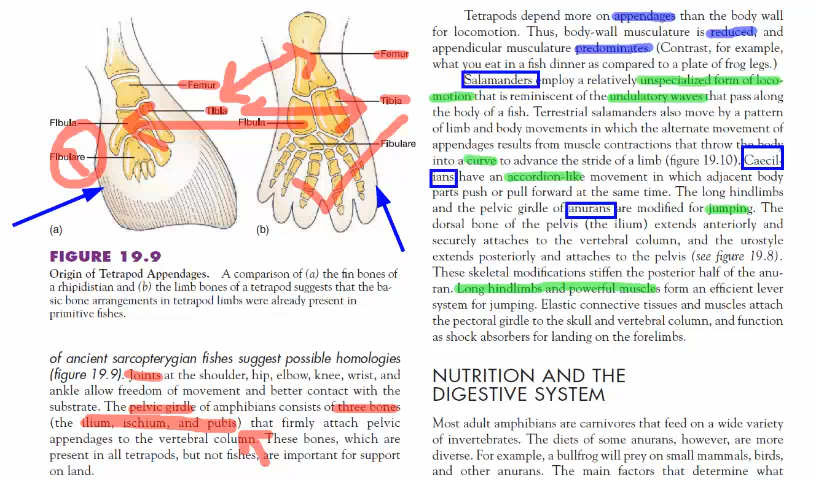 Femur
Tibia
Fibula
Fibulare
(a)
Femur
Tibia
Fibula
Fibulare
(b)
FIGURE 19.9
Origin of Tetrapod Appendages. A comparison of (a) the fin bones of
a rhipidistian and (b) the limb bones of a tetrapod suggests that the ba-
sic bone arrangements in tetrapod limbs were already present in
primitive fishes.
of ancient sarcopterygian fishes suggest possible homologies
(figure 19.9). Joints at the shoulder, hip, elbow, knee, wrist, and
ankle allow freedom of movement and better contact with the
substrate. The pelvic girdle of amphibians consists of three bones
(the ilium, ischium, and pubis) that firmly attach pelvic
appendages to the vertebral column. These bones, which are
present in all tetrapods, but not fishes, are important for support
on land.
Tetrapods depend more on appendages than the body wall
for locomotion. Thus, body-wall musculature is reduced, and
appendicular musculature predominates. (Contrast, for example,
what you eat in a fish dinner as compared to a plate of frog legs.)
Salamanders employ a relatively unspecialized form of loco-
motion that is reminiscent of the undulatory waves that pass along
the body of a fish. Terrestrial salamanders also move by a pattern
of limb and body movements in which the alternate movement of
appendages results from muscle contractions that throw the body
into a curve to advance the stride of a limb (figure 19.10). Caecil-
ians have an accordion-like movement in which adjacent body
parts push or pull forward at the same time. The long hindlimbs
and the pelvic girdle of anurans are modified for jumping. The
dorsal bone of the pelvis (the ilium) extends anteriorly and
securely attaches to the vertebral column, and the urostyle
extends posteriorly and attaches to the pelvis (see figure 19.8).
These skeletal modifications stiffen the posterior half of the anu-
ran. Long hindlimbs and powerful muscles form an efficient lever
system for jumping. Elastic connective tissues and muscles attach
the pectoral girdle to the skull and vertebral column, and function
as shock absorbers for landing on the forelimbs.
NUTRITION AND THE
DIGESTIVE SYSTEM
Most adult amphibians are carnivores that feed on a wide variety
of invertebrates. The diets of some anurans, however, are more
diverse. For example, a bullfrog will prey on small mammals, birds,
and other anurans. The main factors that determine what